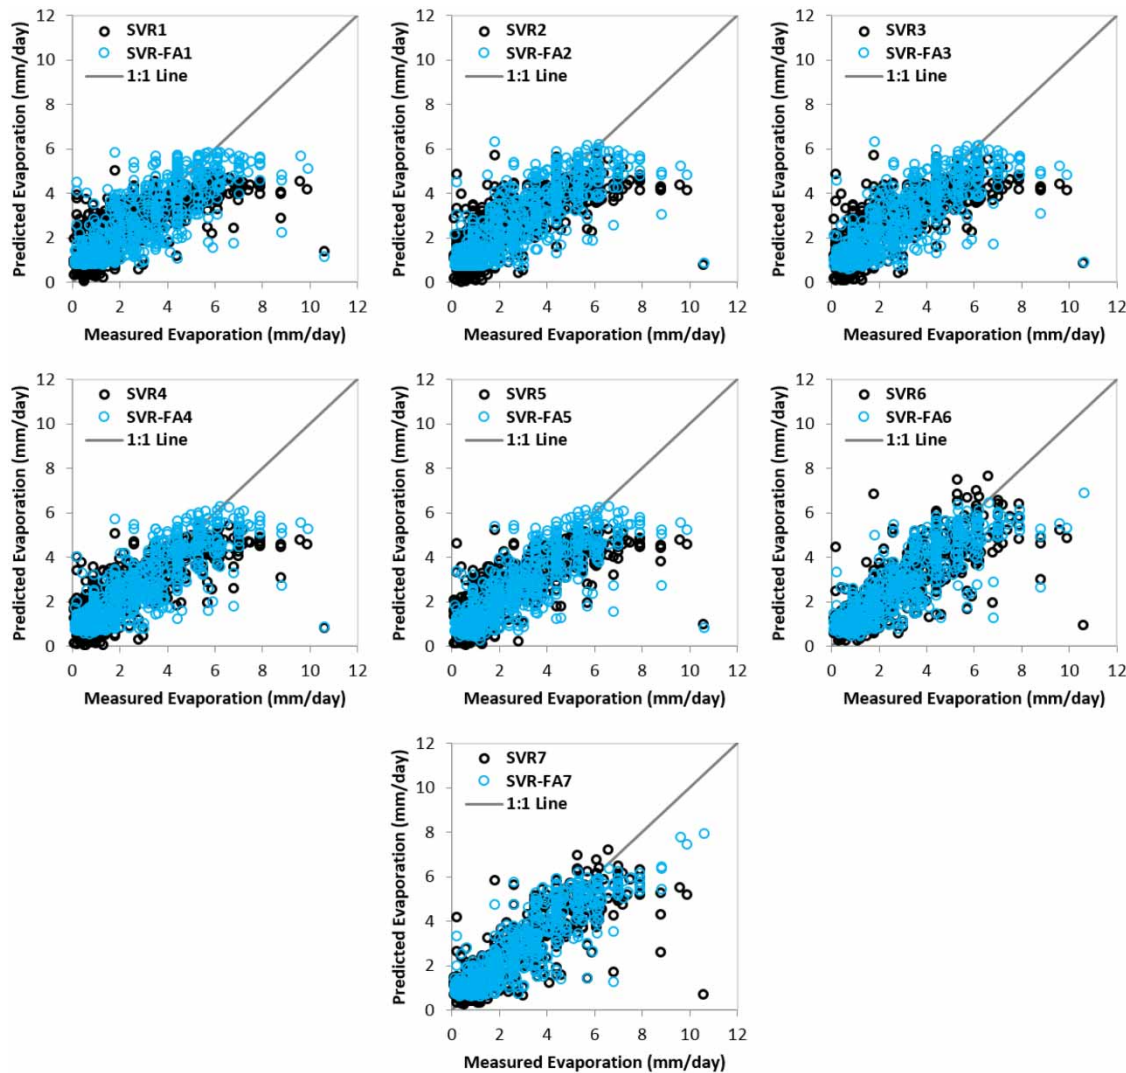 12
10
8
6
4
2
0
Predicted Evaporation (mm/day)
SVR1
SVR-FA1
1:1 Line
0 2 4 6 8 10 12
Measured Evaporation (mm/day)
12
10
8
6
4
2
0
Predicted Evaporation (mm/day)
SVR2
SVR-FA2
1:1 Line
0 2 4 6 8 10 12
Measured Evaporation (mm/day)
12
10
8
6
4
2
0
Predicted Evaporation (mm/day)
SVR3
SVR-FA3
1:1 Line
0 2 4 6 8 10 12
Measured Evaporation (mm/day)
12
10
8
6
4
2
0
Predicted Evaporation (mm/day)
SVR4
SVR-FA4
1:1 Line
0 2 4 6 8 10 12
Measured Evaporation (mm/day)
12
10
8
6
4
2
0
Predicted Evaporation (mm/day)
SVR5
SVR-FA5
1:1 Line
0 2 4 6 8 10 12
Measured Evaporation (mm/day)
12
10
8
6
4
2
0
Predicted Evaporation (mm/day)
SVR6
SVR-FA6
1:1 Line
0 2 4 6 8 10 12
Measured Evaporation (mm/day)
12
10
8
6
4
2
0
Predicted Evaporation (mm/day)
SVR7
SVR-FA7
1:1 Line
0 2 4 6 8 10 12
Measured Evaporation (mm/day)